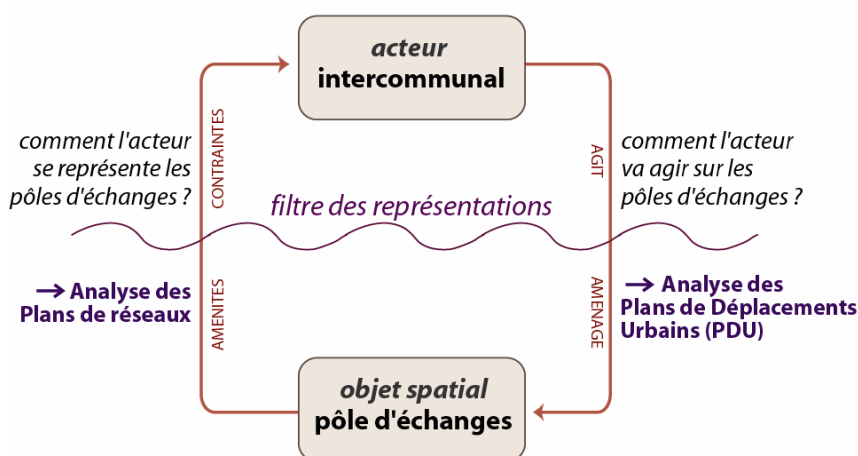 acteur
intercommunal
comment l'acteur
se représente les
pôles d'échanges ?
CONTRAINTES
AGIT
comment l'acteur
va agir sur les
pôles d'échanges ?
filtre des représentations
→ Analyse des
Plans de réseaux
AMENITES
AMENAGE
→ Analyse des
Plans de Déplacements
Urbains (PDU)
objet spatial
pôle d'échanges